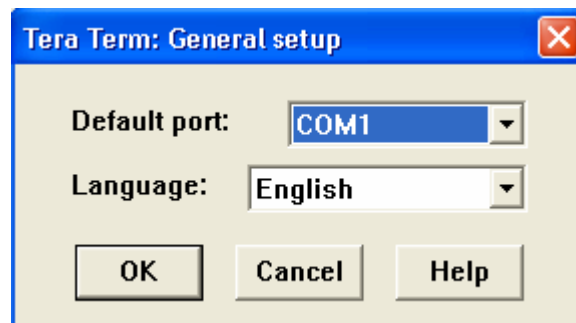 Tera Term: General setup
Default port: COM1
Language: English
OK Cancel Help